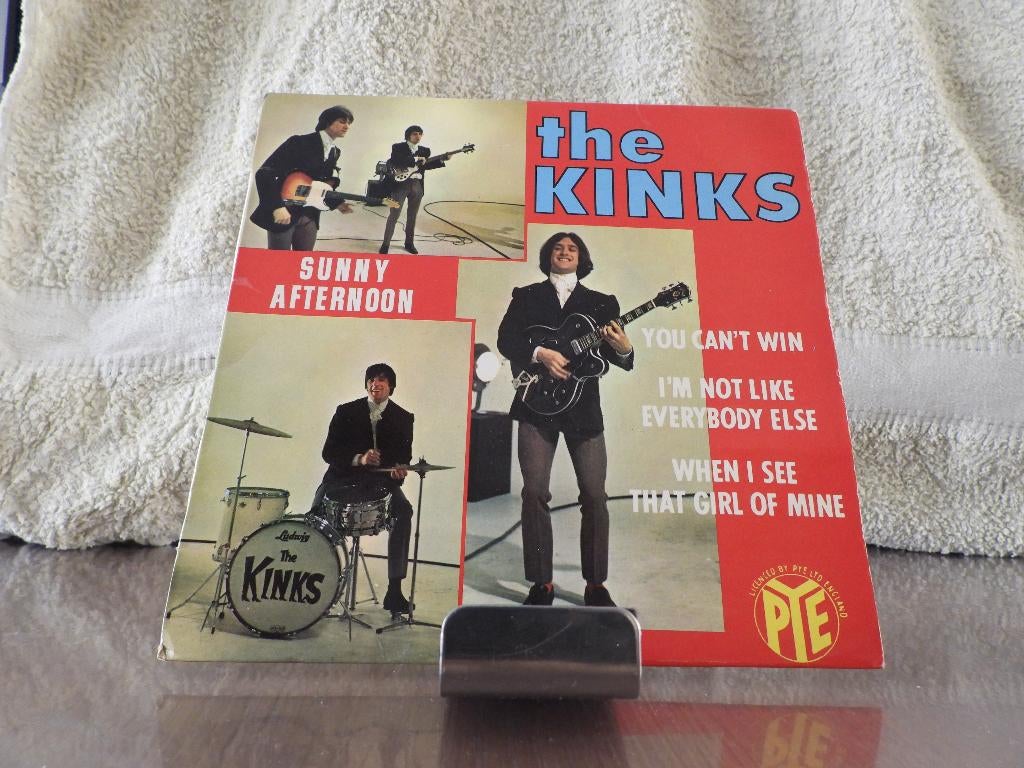 the
KINKS
SUNNY
AFTERNOON
YOU CAN'T WIN
I'M NOT LIKE
EVERYBODY ELSE
WHEN I SEE
THAT GIRL OF MINE
Ludwig
The
KINKS
LICENCED BY PYE LTD ENGLAND
PYE